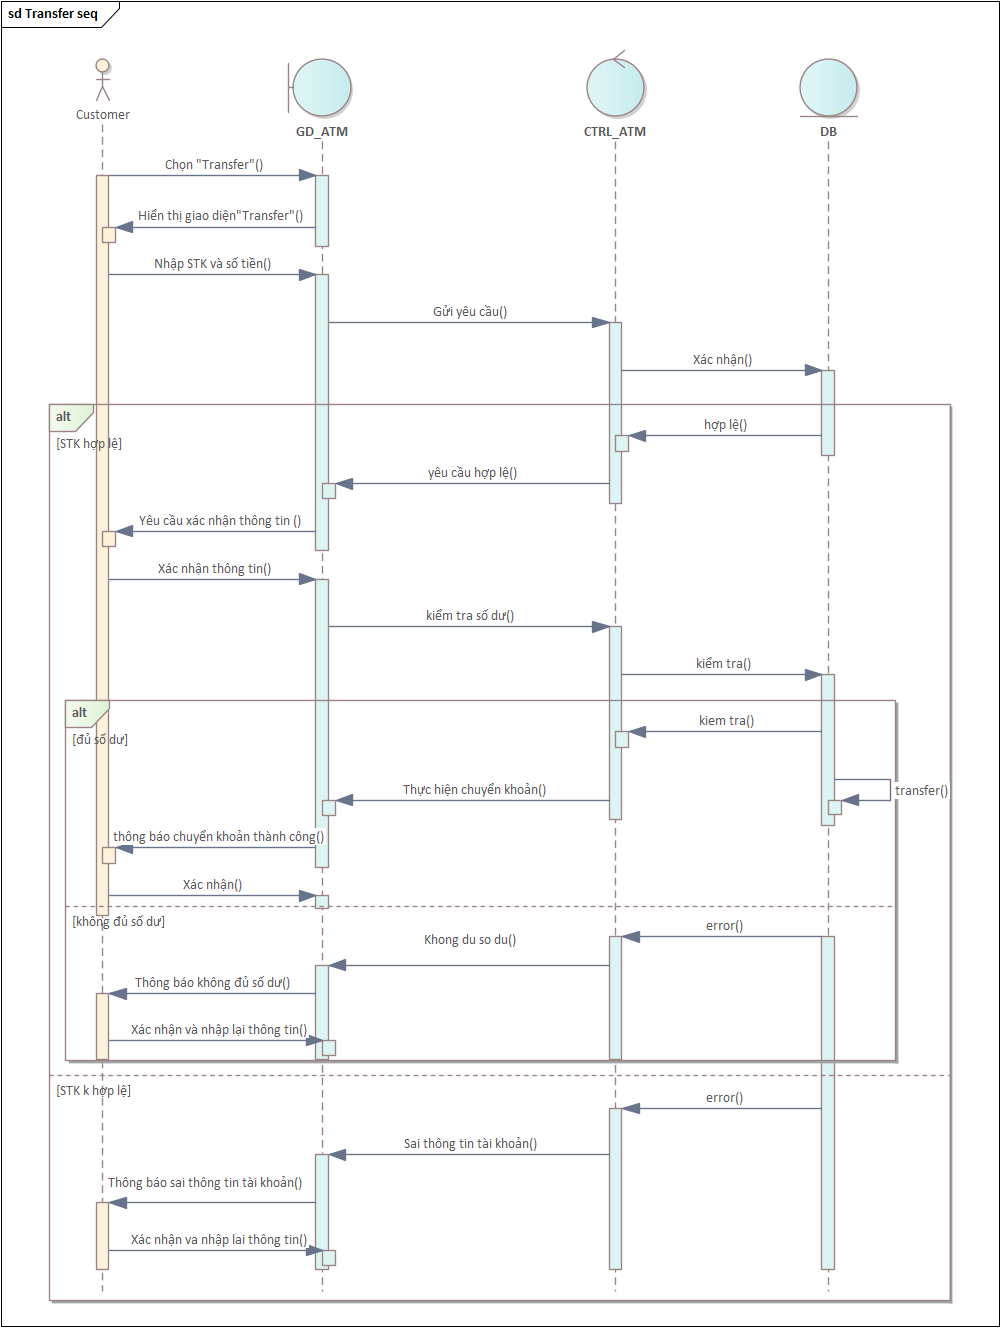 sd Transfer seq
Customer
GD_ATM
CTRL_ATM
DB
Chọn "Transfer"()
Hiển thị giao diện"Transfer"()
Nhập STK và số tiền()
Gửi yêu cầu()
Xác nhận()
alt
[STK hợp lệ]
hợp lệ()
yêu cầu hợp lệ()
Yêu cầu xác nhận thông tin ()
Xác nhận thông tin()
kiểm tra số dư()
kiểm tra()
alt
[đủ số dư]
kiem tra()
transfer()
Thực hiện chuyển khoản()
thông báo chuyển khoản thành công()
Xác nhận()
[không đủ số dư]
error()
Khong du so du()
Thông báo không đủ số dư()
Xác nhận và nhập lại thông tin()
[STK k hợp lệ]
error()
Sai thông tin tài khoản()
Thông báo sai thông tin tài khoản()
Xác nhận va nhập lai thông tin()